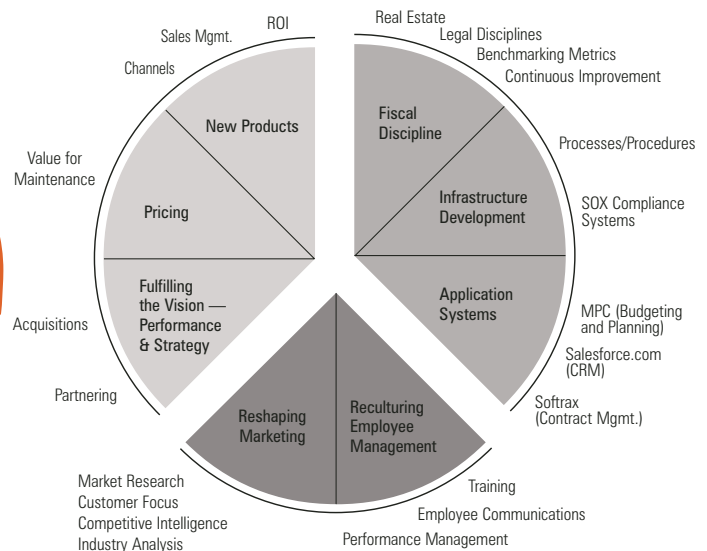 ROI
Sales Mgmt.
Channels
Value for
Maintenance
Acquisitions
Partnering
New Products
Pricing
Fulfilling
the Vision —
Performance
& Strategy
Real Estate
Legal Disciplines
Benchmarking Metrics
Continuous Improvement
Processes/Procedures
SOX Compliance
Systems
MPC (Budgeting
and Planning)
Salesforce.com
(CRM)
Softrax
(Contract Mgmt.)
Fiscal
Discipline
Infrastructure
Development
Application
Systems
Reshaping
Marketing
Reculturing
Employee
Management
Market Research
Customer Focus
Competitive Intelligence
Industry Analysis
Training
Employee Communications
Performance Management